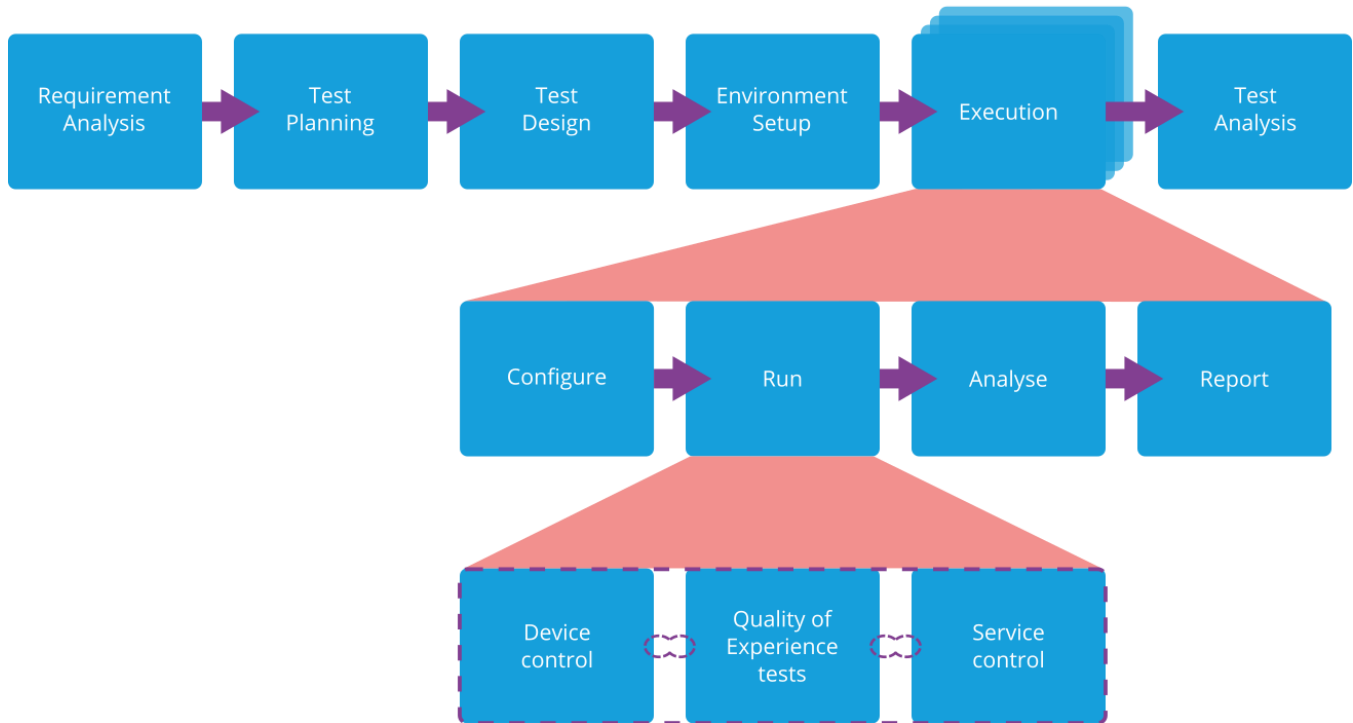 Requirement
Analysis
Test
Planning
Test
Design
Environment
Setup
Execution
Test
Analysis
Configure
Run
Analyse
Report
Device
control
Quality of
Experience
tests
Service
control